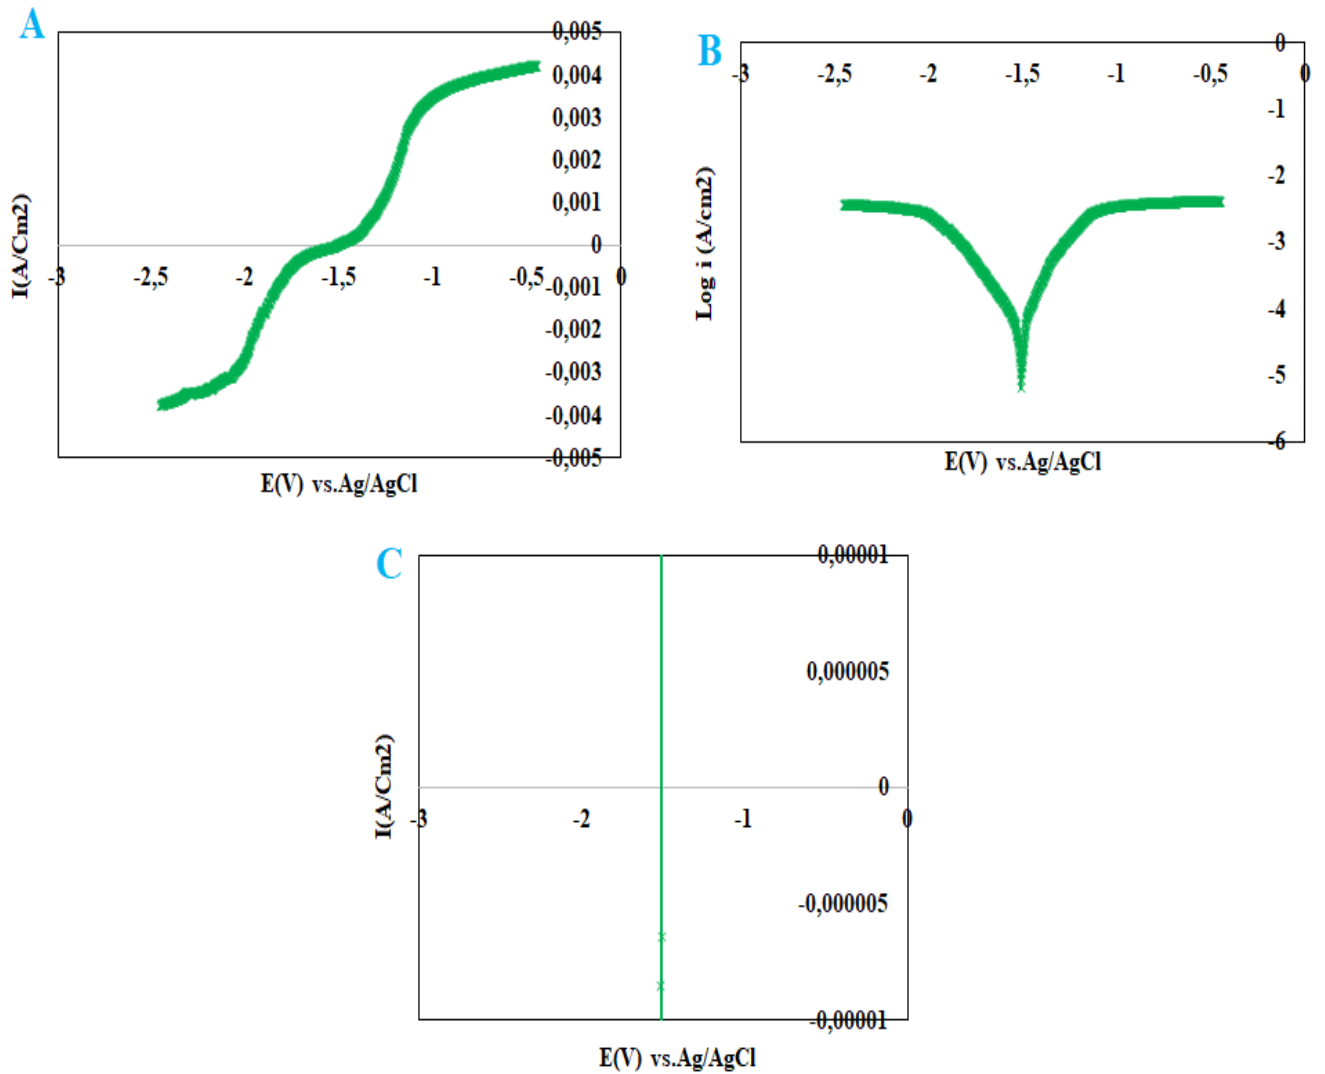 A
0,005
0,004
0,003
0,002
0,001
0
-3 -2,5 -2 -1,5 -1 -0,5 0
-0,001
-0,002
-0,003
-0,004
-0,005
I(A/Cm2)
E(V) vs.Ag/AgCl
B
0
-3 -2,5 -2 -1,5 -1 -0,5 0
-1
-2
-3
-4
-5
-6
Log i (A/cm2)
E(V) vs.Ag/AgCl
C
0,00001
0,000005
0
-3 -2 -1 0
-0,000005
-0,00001
I(A/Cm2)
E(V) vs.Ag/AgCl